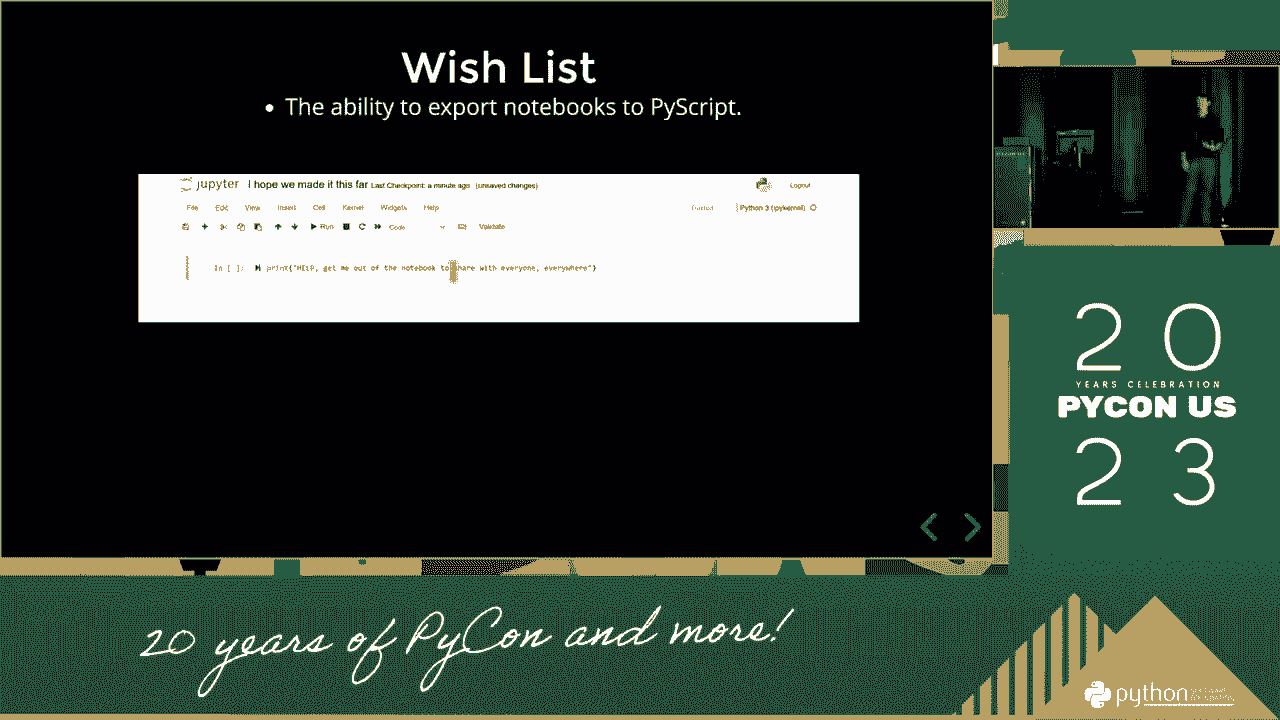 Wish List
• The ability to export notebooks to PyScript.
jupyter I hope we made it this far Last Checkpoint: a minute ago (unsaved changes)
Logout
File Edit View Insert Cell Kernel Widgets Help
Trusted Python 3 (ipykernel)
Run Code Validate
In [ ]: print("HELP, get me out of the notebook to share with everyone, everywhere")
20
YEARS CELEBRATION
PYCON US
23
20 years of PyCon and more!
python